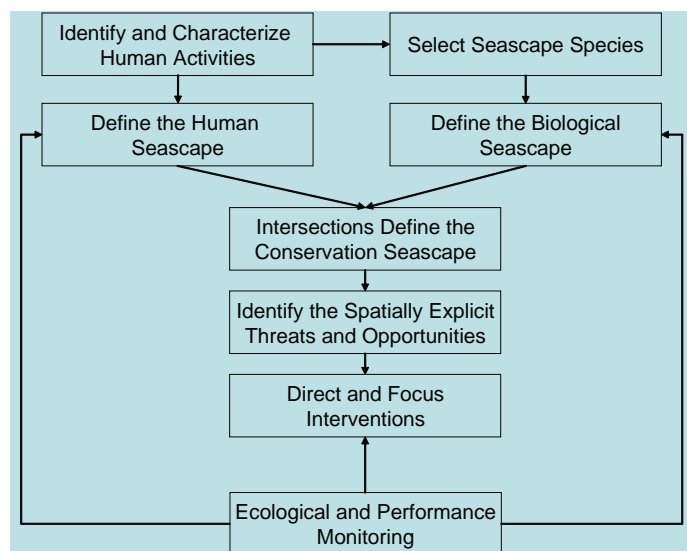 Identify and Characterize
Human Activities
Select Seascape Species
Define the Human
Seascape
Define the Biological
Seascape
Intersections Define the
Conservation Seascape
Identify the Spatially Explicit
Threats and Opportunities
Direct and Focus
Interventions
Ecological and Performance
Monitoring